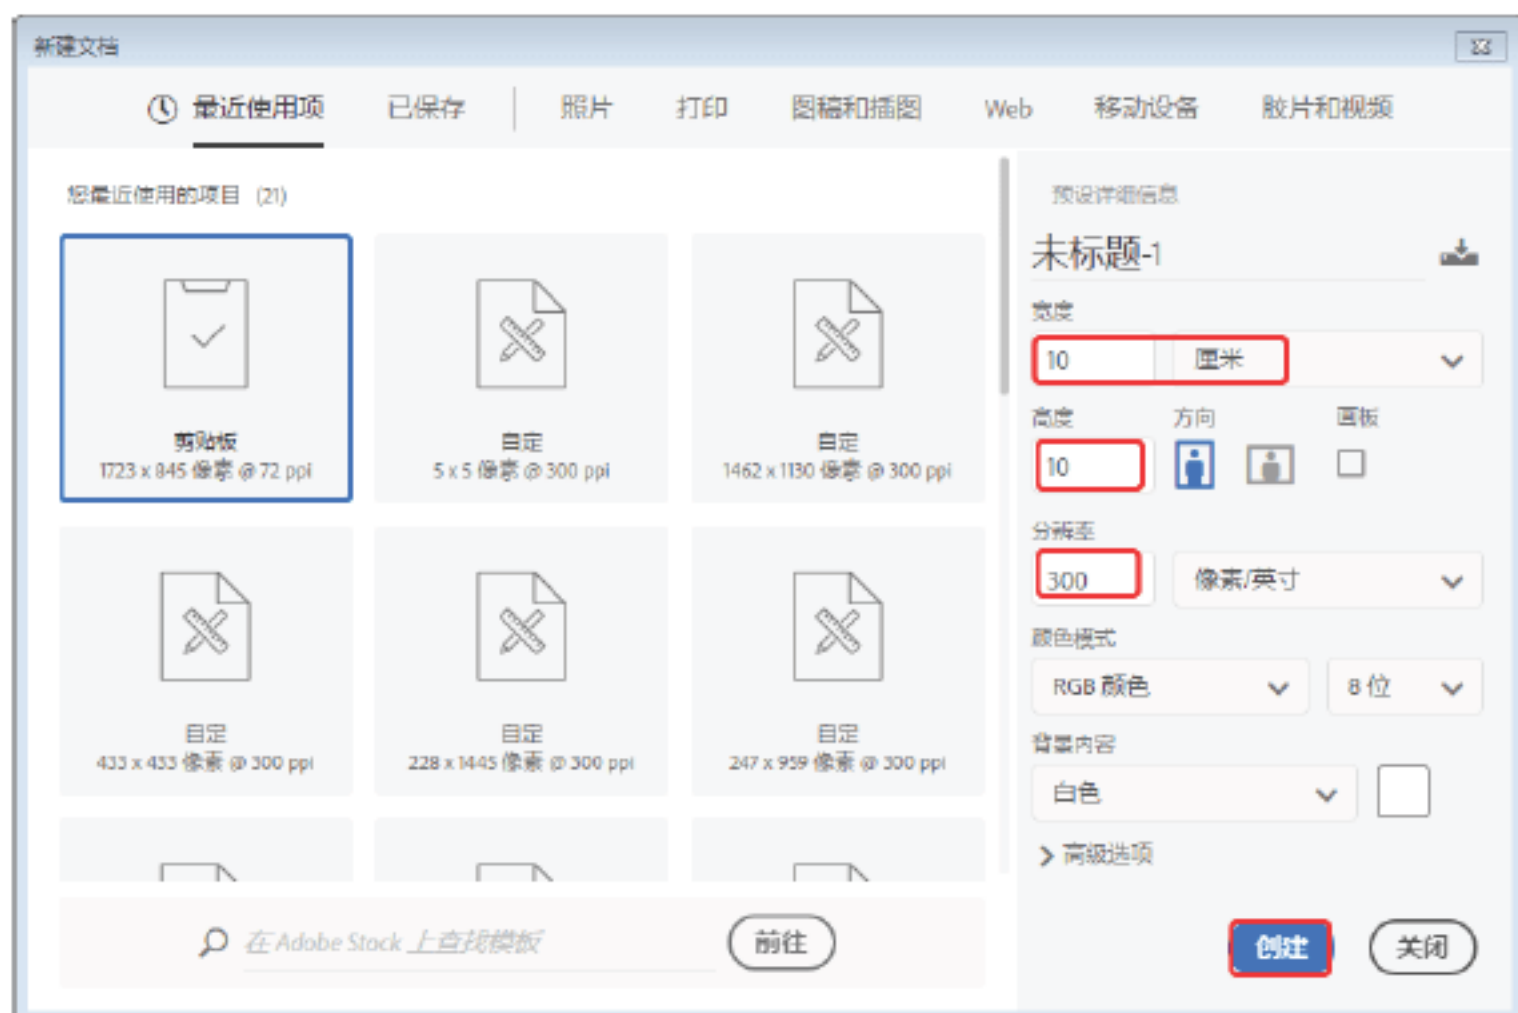 新建文档
最近使用项 已保存 照片 打印 图稿和插图 Web 移动设备 胶片和视频
您最近使用的项目 (21)
剪贴板
1723 x 845 像素 @ 72 ppi
自定
5 x 5 像素 @ 300 ppi
自定
1462 x 1130 像素 @ 300 ppi
自定
433 x 433 像素 @ 300 ppi
自定
228 x 1445 像素 @ 300 ppi
自定
247 x 959 像素 @ 300 ppi
在 Adobe Stock 上查找模板
前往
预设详细信息
未标题-1
宽度
10 厘米
高度 方向 画板
10
分辨率
300 像素/英寸
颜色模式
RGB 颜色 8 位
背景内容
白色
高级选项
创建 关闭